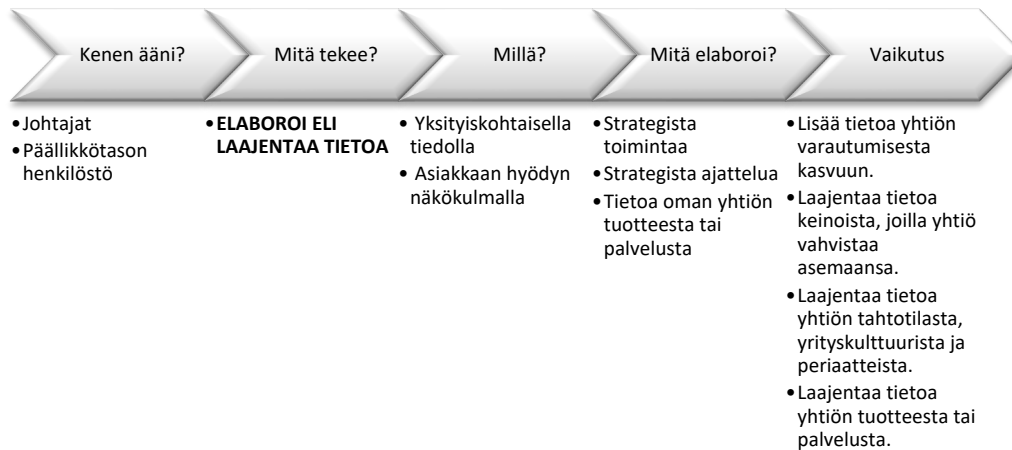 Kenen ääni?
Mitä tekee?
Millä?
Mitä elaboroi?
Vaikutus
•Johtajat
•Päällikkötason
henkilöstö
•ELABOROI ELI
LAAJENTAA TIETOA
• Yksityiskohtaisella
tiedolla
• Asiakkaan hyödyn
näkökulmalla
•Strategista
toimintaa
•Strategista ajattelua
•Tietoa oman yhtiön
tuotteesta tai
palvelusta
•Lisää tietoa yhtiön
varautumisesta
kasvuun.
•Laajentaa tietoa
keinoista, joilla yhtiö
vahvistaa
asemaansa.
•Laajentaa tietoa
yhtiön tahtotilasta,
yrityskulttuurista ja
periaatteista.
•Laajentaa tietoa
yhtiön tuotteesta tai
palvelusta.